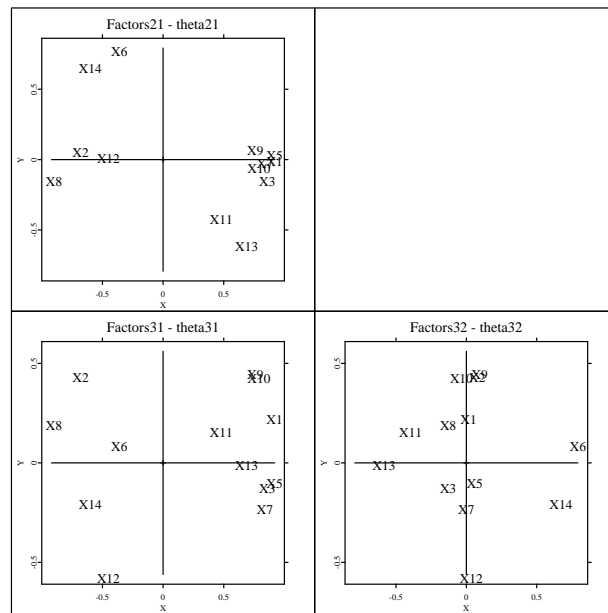 Factors21 - theta21
X6
X14
0.5
X9
X2
X5
X12
X1
Y
0
X10
X8
X3
X11
-0.5
X13
-0.5
0
0.5
X
Factors31 - theta31
Factors32 - theta32
0.5
X2
X9
X10
X1
X8
X11
X6
Y
0
X13
X5
X3
X14
X7
-0.5
X12
-0.5
0
0.5
X
0.5
X9
X10
X2
X1
X8
X11
X6
Y
0
X13
X5
X3
X14
X7
-0.5
X12
-0.5
0
0.5
X